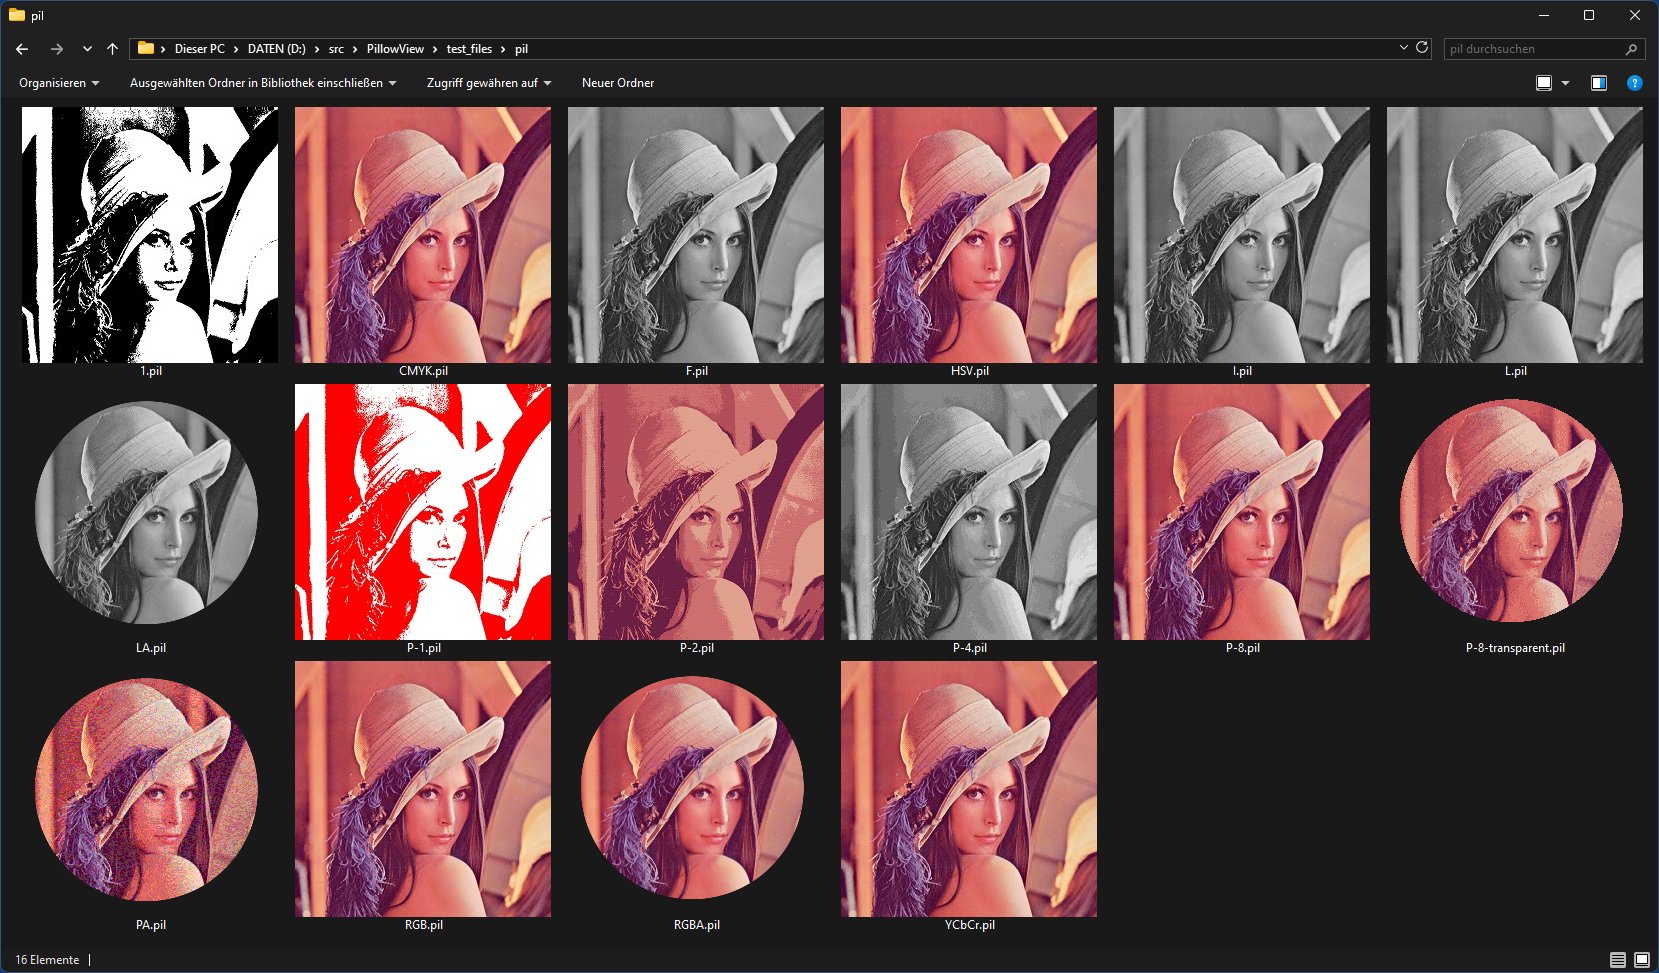 pil
Dieser PC > DATEN (D:) > src > PillowView > test_files > pil
pil durchsuchen
Organisieren Ausgewählten Ordner in Bibliothek einschließen Zugriff gewähren auf Neuer Ordner ?
1.pil CMYK.pil F.pil HSV.pil I.pil L.pil
LA.pil P-1.pil P-2.pil P-4.pil P-8.pil P-8-transparent.pil
PA.pil RGB.pil RGBA.pil YCbCr.pil
16 Elemente